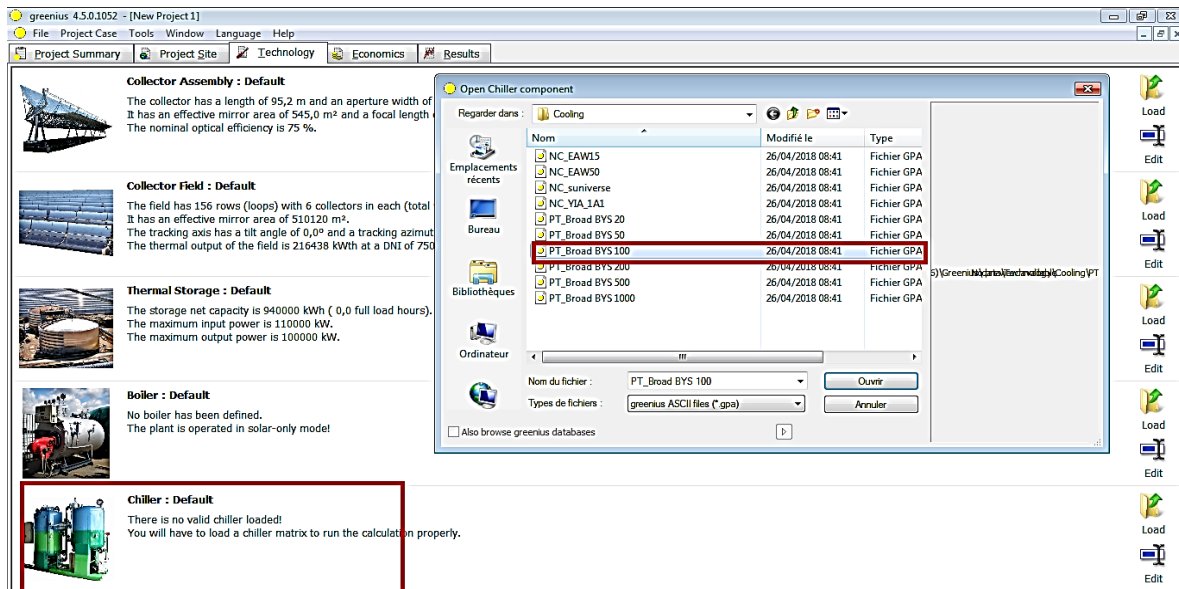 greenius 4.5.0.1052 - [New Project 1]
File Project Case Tools Window Language Help
Project Summary Project Site Technology Economics Results
Collector Assembly : Default
The collector has a length of 95,2 m and an aperture width of
It has an effective mirror area of 545,0 m² and a focal length
The nominal optical efficiency is 75 %.
Load
Edit
Collector Field : Default
The field has 156 rows (loops) with 6 collectors in each (total
It has an effective mirror area of 510120 m².
The tracking axis has a tilt angle of 0,0º and a tracking azimut
The thermal output of the field is 216438 kWth at a DNI of 750
Load
Edit
Thermal Storage : Default
The storage net capacity is 940000 kWh ( 0,0 full load hours).
The maximum input power is 110000 kW.
The maximum output power is 100000 kW.
Load
Edit
Boiler : Default
No boiler has been defined.
The plant is operated in solar-only mode!
Load
Edit
Chiller : Default
There is no valid chiller loaded!
You will have to load a chiller matrix to run the calculation properly.
Load
Edit
Open Chiller component
Regarder dans : Cooling
Emplacements récents
Bureau
Bibliothèques
Ordinateur
Nom Modifié le Type
NC_EAW15 26/04/2018 08:41 Fichier GPA
NC_EAW50 26/04/2018 08:41 Fichier GPA
NC_suniverse 26/04/2018 08:41 Fichier GPA
NC_YIA_1A1 26/04/2018 08:41 Fichier GPA
PT_Broad BYS 20 26/04/2018 08:41 Fichier GPA
PT_Broad BYS 50 26/04/2018 08:41 Fichier GPA
PT_Broad BYS 100 26/04/2018 08:41 Fichier GPA
PT_Broad BYS 200 26/04/2018 08:41 Fichier GPA
PT_Broad BYS 500 26/04/2018 08:41 Fichier GPA
PT_Broad BYS 1000 26/04/2018 08:41 Fichier GPA
Nom du fichier : PT_Broad BYS 100 Ouvrir
Types de fichiers : greenius ASCII files (*.gpa) Annuler
Also browse greenius databases